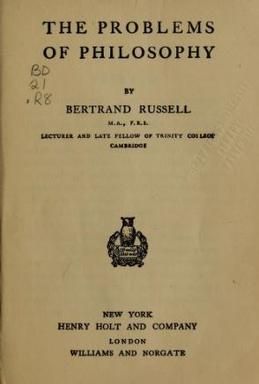 THE PROBLEMS
OF PHILOSOPHY
BD
21
.R8
BY
BERTRAND RUSSELL
M.A., F.R.S.
LECTURER AND LATE FELLOW OF TRINITY COLLEGE
CAMBRIDGE
NEW YORK
HENRY HOLT AND COMPANY
LONDON
WILLIAMS AND NORGATE